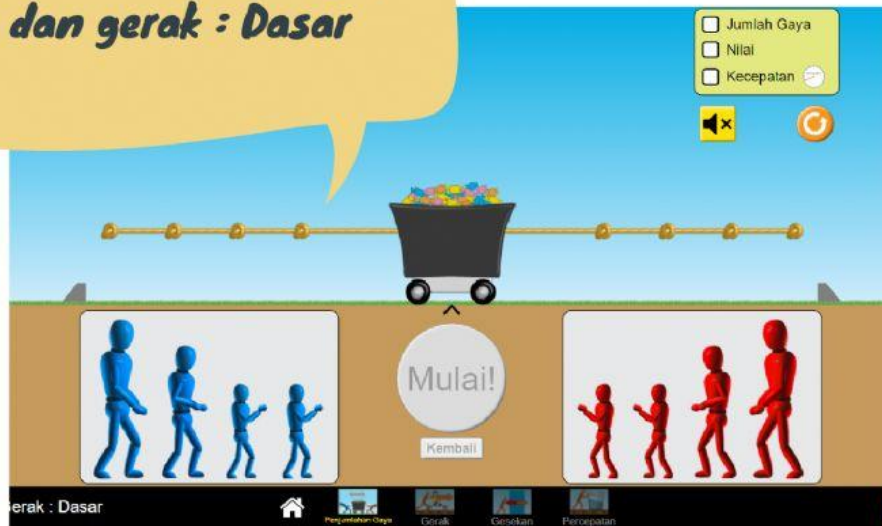 dan gerak : Dasar
Jumlah Gaya
Nilai
Kecepatan
Mulai!
Kembali
erak : Dasar
Penjumlahan Gaya
Gerak
Gesekan
Percepatan